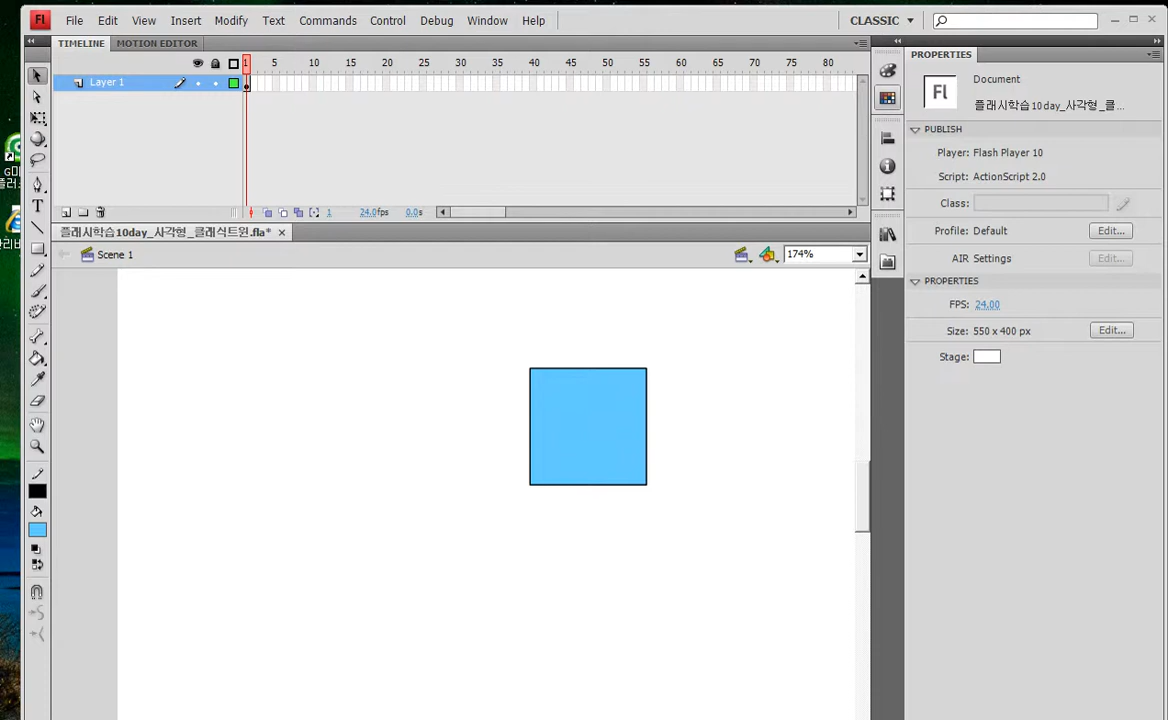 Fl File Edit View Insert Modify Text Commands Control Debug Window Help CLASSIC
TIMELINE MOTION EDITOR
1 5 10 15 20 25 30 35 40 45 50 55 60 65 70 75 80
Layer 1
1 24.0fps 0.0s
플래시학습10day_사각형_클래식트윈.fla*
Scene 1
174%
PROPERTIES
Fl
Document
플래시학습10day_사각형_클...
PUBLISH
Player: Flash Player 10
Script: ActionScript 2.0
Class:
Profile: Default Edit...
AIR Settings Edit...
PROPERTIES
FPS: 24.00
Size: 550 x 400 px Edit...
Stage: